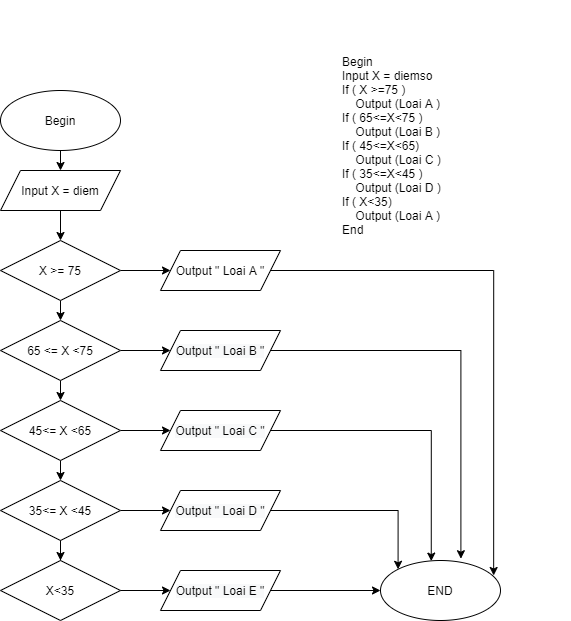 Begin
Input X = diemso
If ( X >=75 )
Output (Loai A )
If ( 65<=X<75 )
Output (Loai B )
If ( 45<=X<65)
Output (Loai C )
If ( 35<=X<45 )
Output (Loai D )
If ( X<35)
Output (Loai A )
End
Begin
Input X = diem
X >= 75
Output " Loai A "
65 <= X <75
Output " Loai B "
45<= X <65
Output " Loai C "
35<= X <45
Output " Loai D "
X<35
Output " Loai E "
END